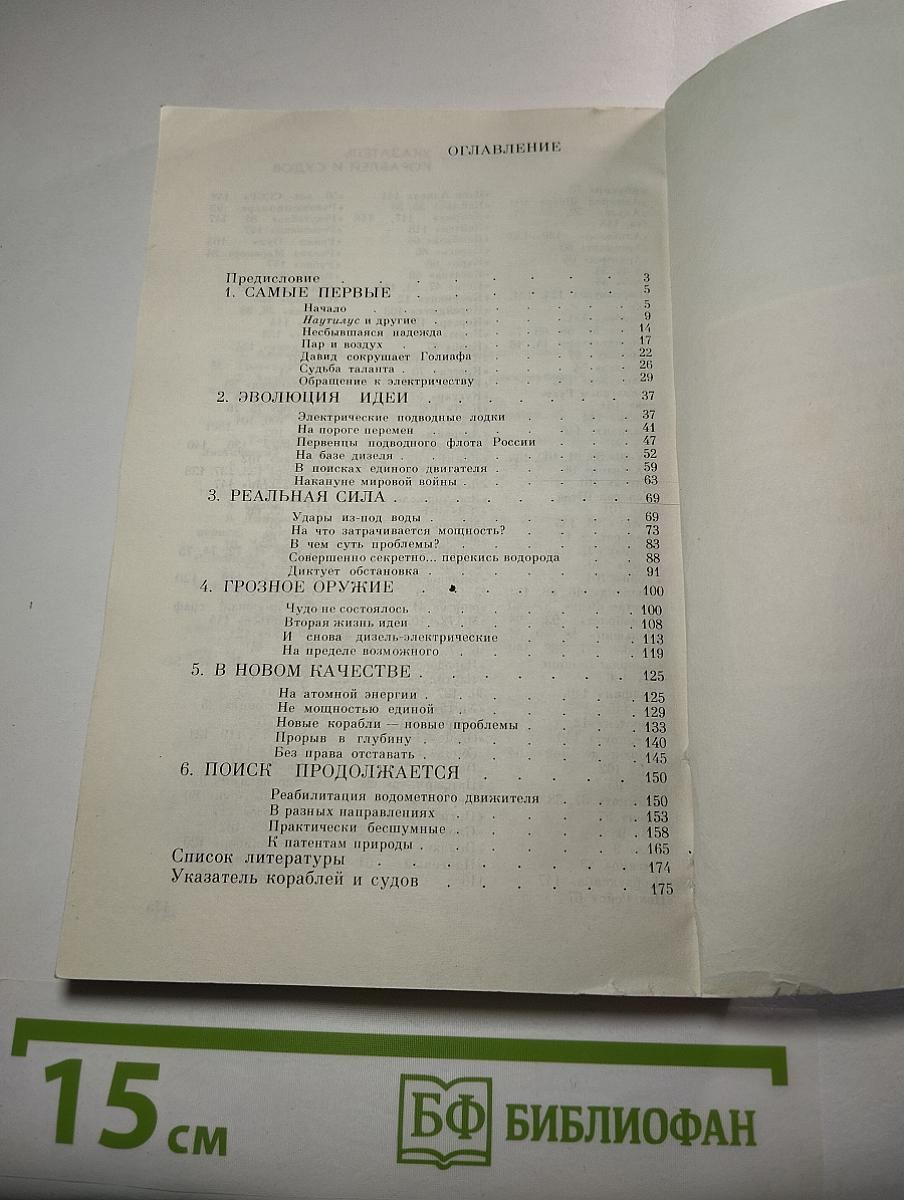 ОГЛАВЛЕНИЕ
Предисловие . . . . . . . . 3
1. САМЫЕ ПЕРВЫЕ . . . . . . 5
Начало . . . . . . . . 5
Наутилус и другие . . . . . . 9
Несбывшаяся надежда . . . . . 14
Пар и воздух . . . . . . . 17
Давид сокрушает Голиафа . . . . 22
Судьба таланта . . . . . . . 26
Обращение к электричеству . . . . 29
2. ЭВОЛЮЦИЯ ИДЕИ . . . . . . 37
Электрические подводные лодки . . . . 37
На пороге перемен . . . . . . 41
Первенцы подводного флота России . . . 47
На базе дизеля . . . . . . . 52
В поисках единого двигателя . . . . 59
Накануне мировой войны . . . . . 63
3. РЕАЛЬНАЯ СИЛА . . . . . . 69
Удары из-под воды . . . . . . 69
На что затрачивается мощность? . . . . 73
В чем суть проблемы? . . . . . 83
Совершенно секретно... перекись водорода . . 88
Диктует обстановка . . . . . . 91
4. ГРОЗНОЕ ОРУЖИЕ . . . . . 100
Чудо не состоялось . . . . . . 100
Вторая жизнь идеи . . . . . . 108
И снова дизель-электрические . . . . 113
На пределе возможного . . . . . 119
5. В НОВОМ КАЧЕСТВЕ . . . . . . 125
На атомной энергии . . . . . . 125
Не мощностью единой . . . . . 129
Новые корабли — новые проблемы . . . . 133
Прорыв в глубину . . . . . . 140
Без права отставать . . . . . . 145
6. ПОИСК ПРОДОЛЖАЕТСЯ . . . . . 150
Реабилитация водометного движителя . . . 150
В разных направлениях . . . . . 153
Практически бесшумные . . . . . 158
К патентам природы . . . . . . 165
Список литературы . . . . . . 174
Указатель кораблей и судов . . . . . 175
15 см
БФ БИБЛИОФАН